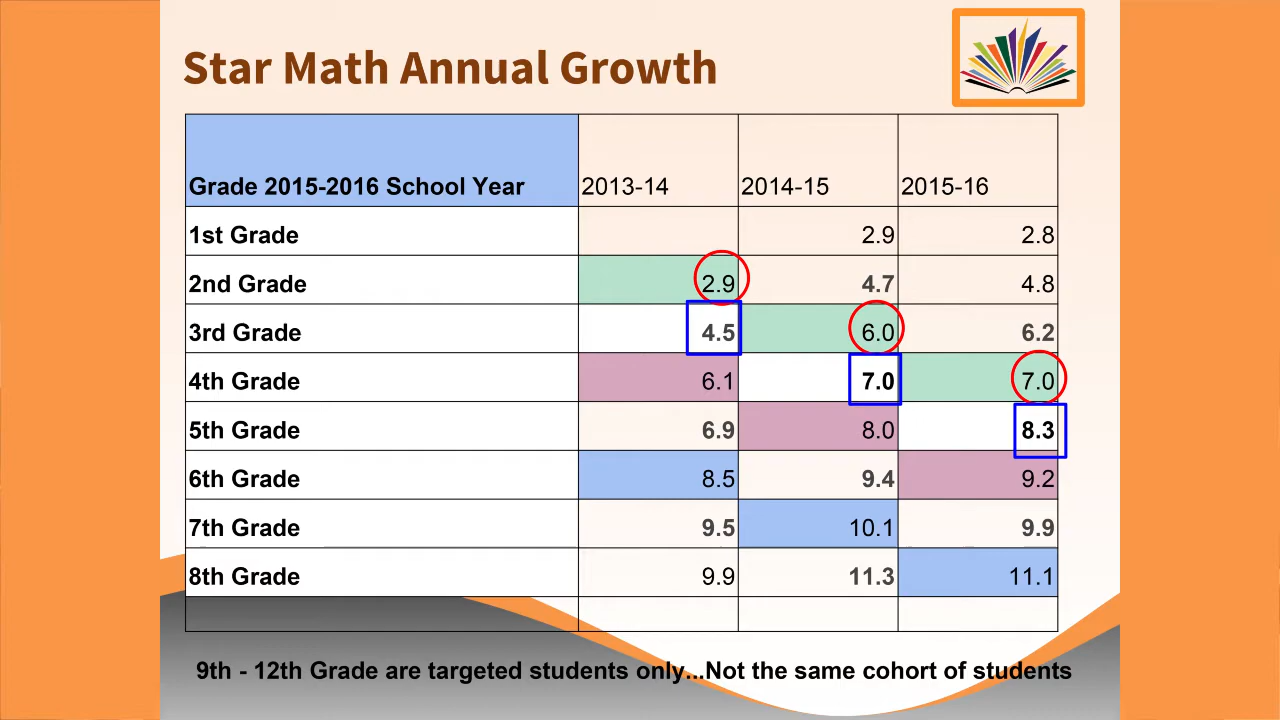 Star Math Annual Growth
Grade 2015-2016 School Year 2013-14 2014-15 2015-16
1st Grade 2.9 2.8
2nd Grade 2.9 4.7 4.8
3rd Grade 4.5 6.0 6.2
4th Grade 6.1 7.0 7.0
5th Grade 6.9 8.0 8.3
6th Grade 8.5 9.4 9.2
7th Grade 9.5 10.1 9.9
8th Grade 9.9 11.3 11.1
9th - 12th Grade are targeted students only...Not the same cohort of students